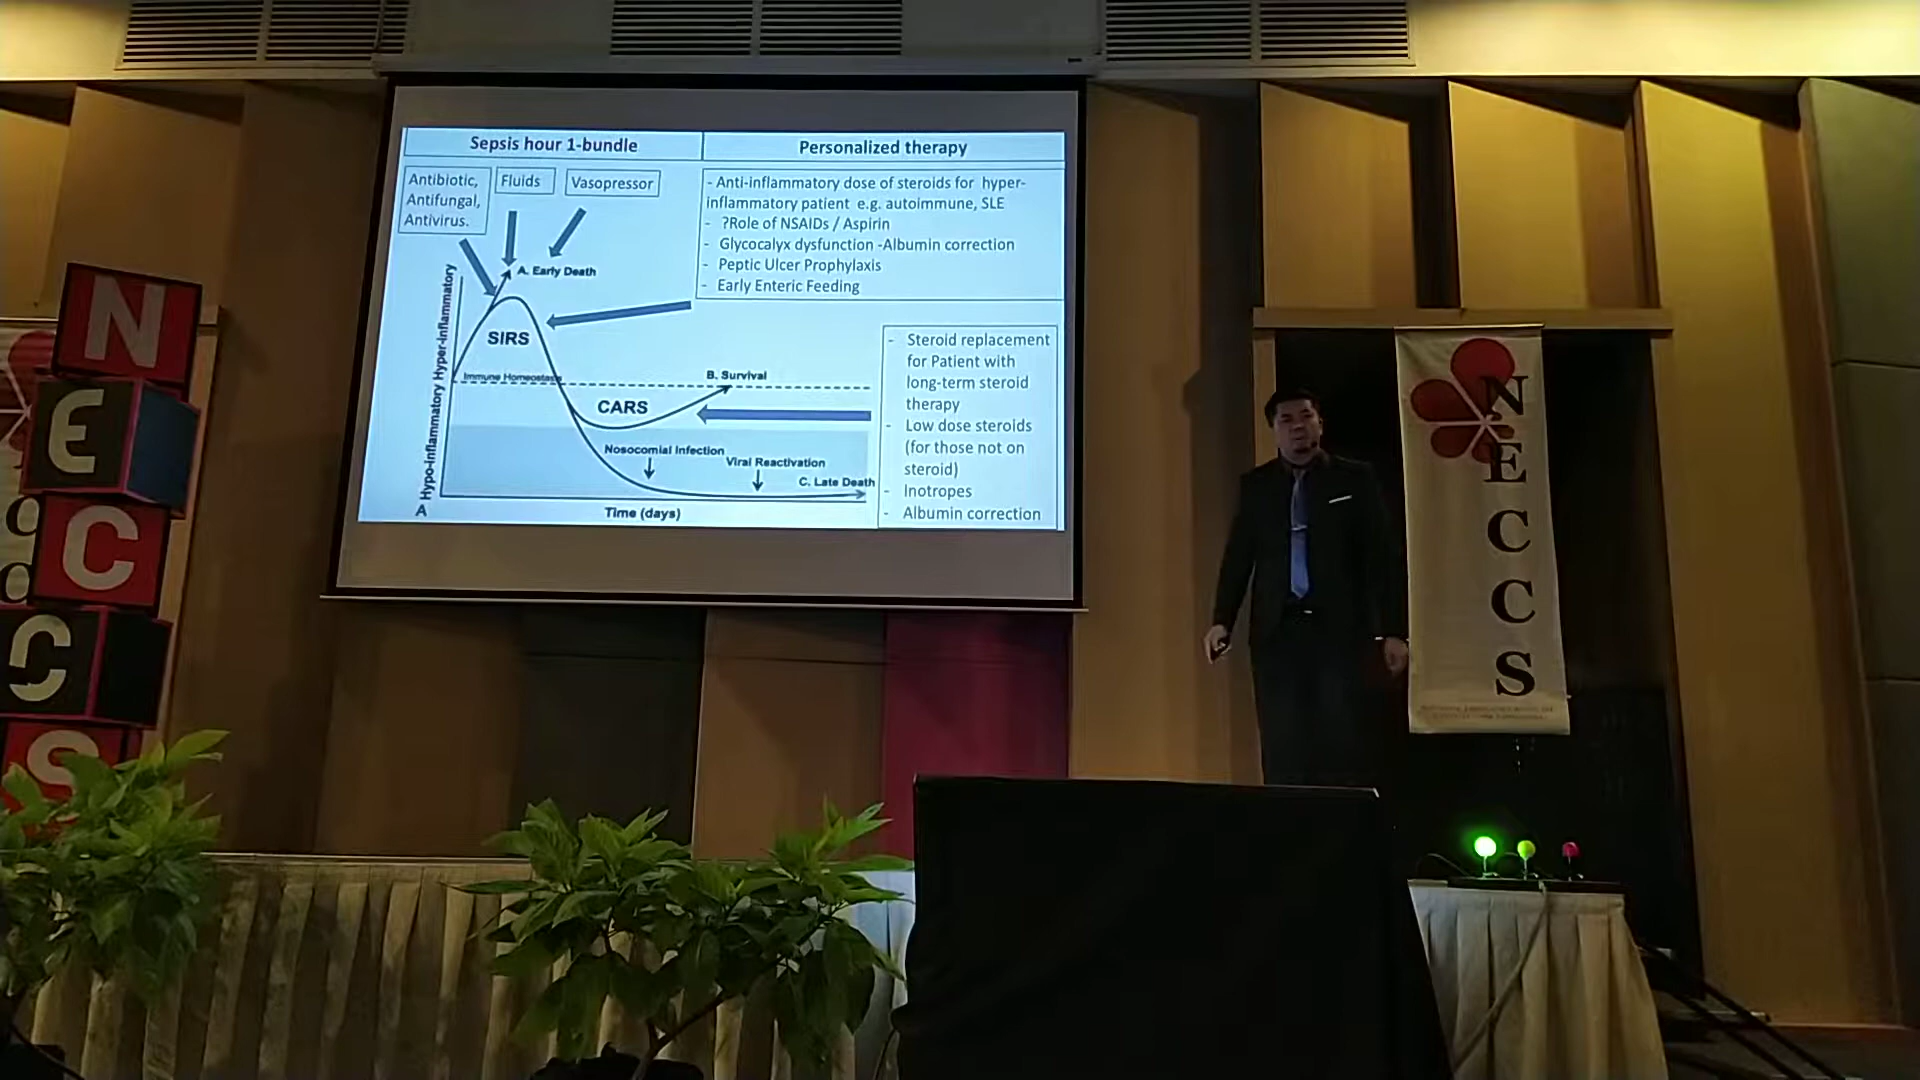 Sepsis hour 1-bundle
Personalized therapy
Antibiotic,
Antifungal,
Antivirus.
Fluids
Vasopressor
- Anti-inflammatory dose of steroids for hyper-
inflammatory patient e.g. autoimmune, SLE
- ?Role of NSAIDs / Aspirin
- Glycocalyx dysfunction -Albumin correction
- Peptic Ulcer Prophylaxis
- Early Enteric Feeding
A. Early Death
SIRS
Immune Homeostasis
B. Survival
CARS
Nosocomial Infection
Viral Reactivation
C. Late Death
Hypo-Inflammatory Hyper-Inflammatory
A
Time (days)
- Steroid replacement
for Patient with
long-term steroid
therapy
- Low dose steroids
(for those not on
steroid)
- Inotropes
- Albumin correction
N
E
C
C
S
N
E
C
C
S